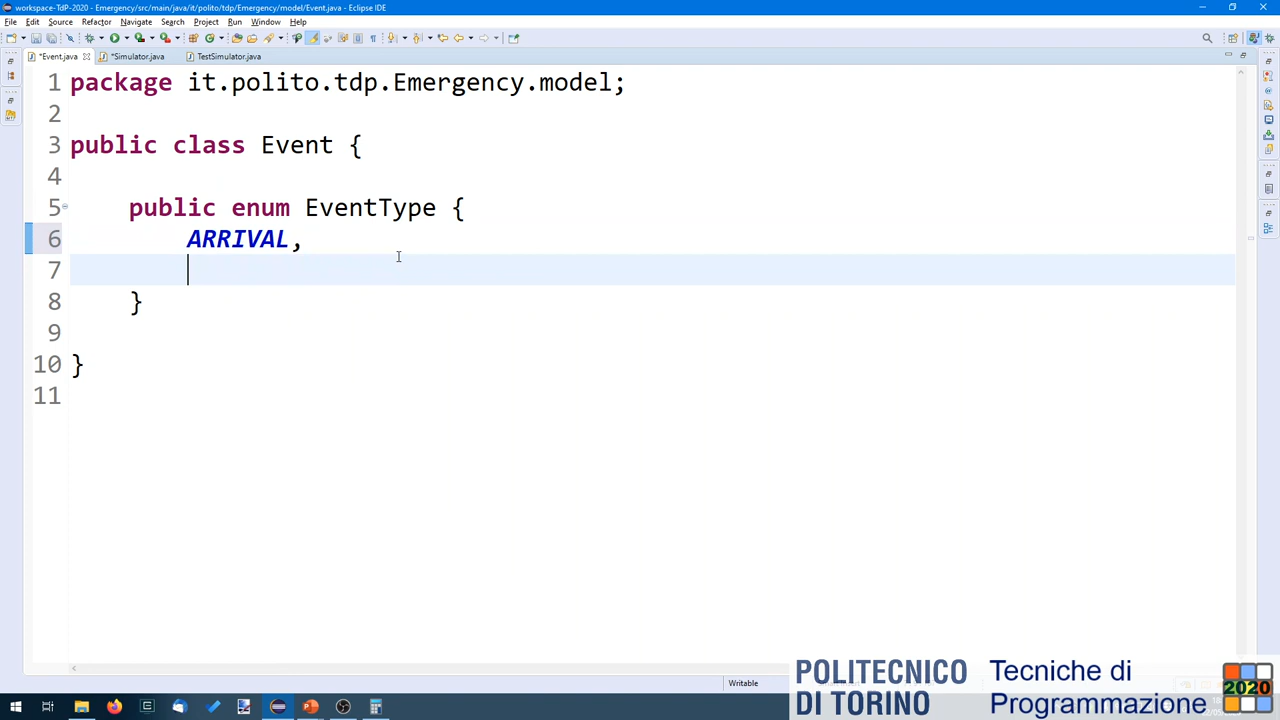 workspace-TdP-2020 - Emergency/src/main/java/it/polito/tdp/Emergency/model/Event.java - Eclipse IDE
File Edit Source Refactor Navigate Search Project Run Window Help
*Event.java *Simulator.java TestSimulator.java
1 package it.polito.tdp.Emergency.model;
2
3 public class Event {
4
5 public enum EventType {
6 ARRIVAL,
7
8 }
9
10 }
11
Writable
POLITECNICO
DI TORINO
Tecniche di
Programmazione
2020